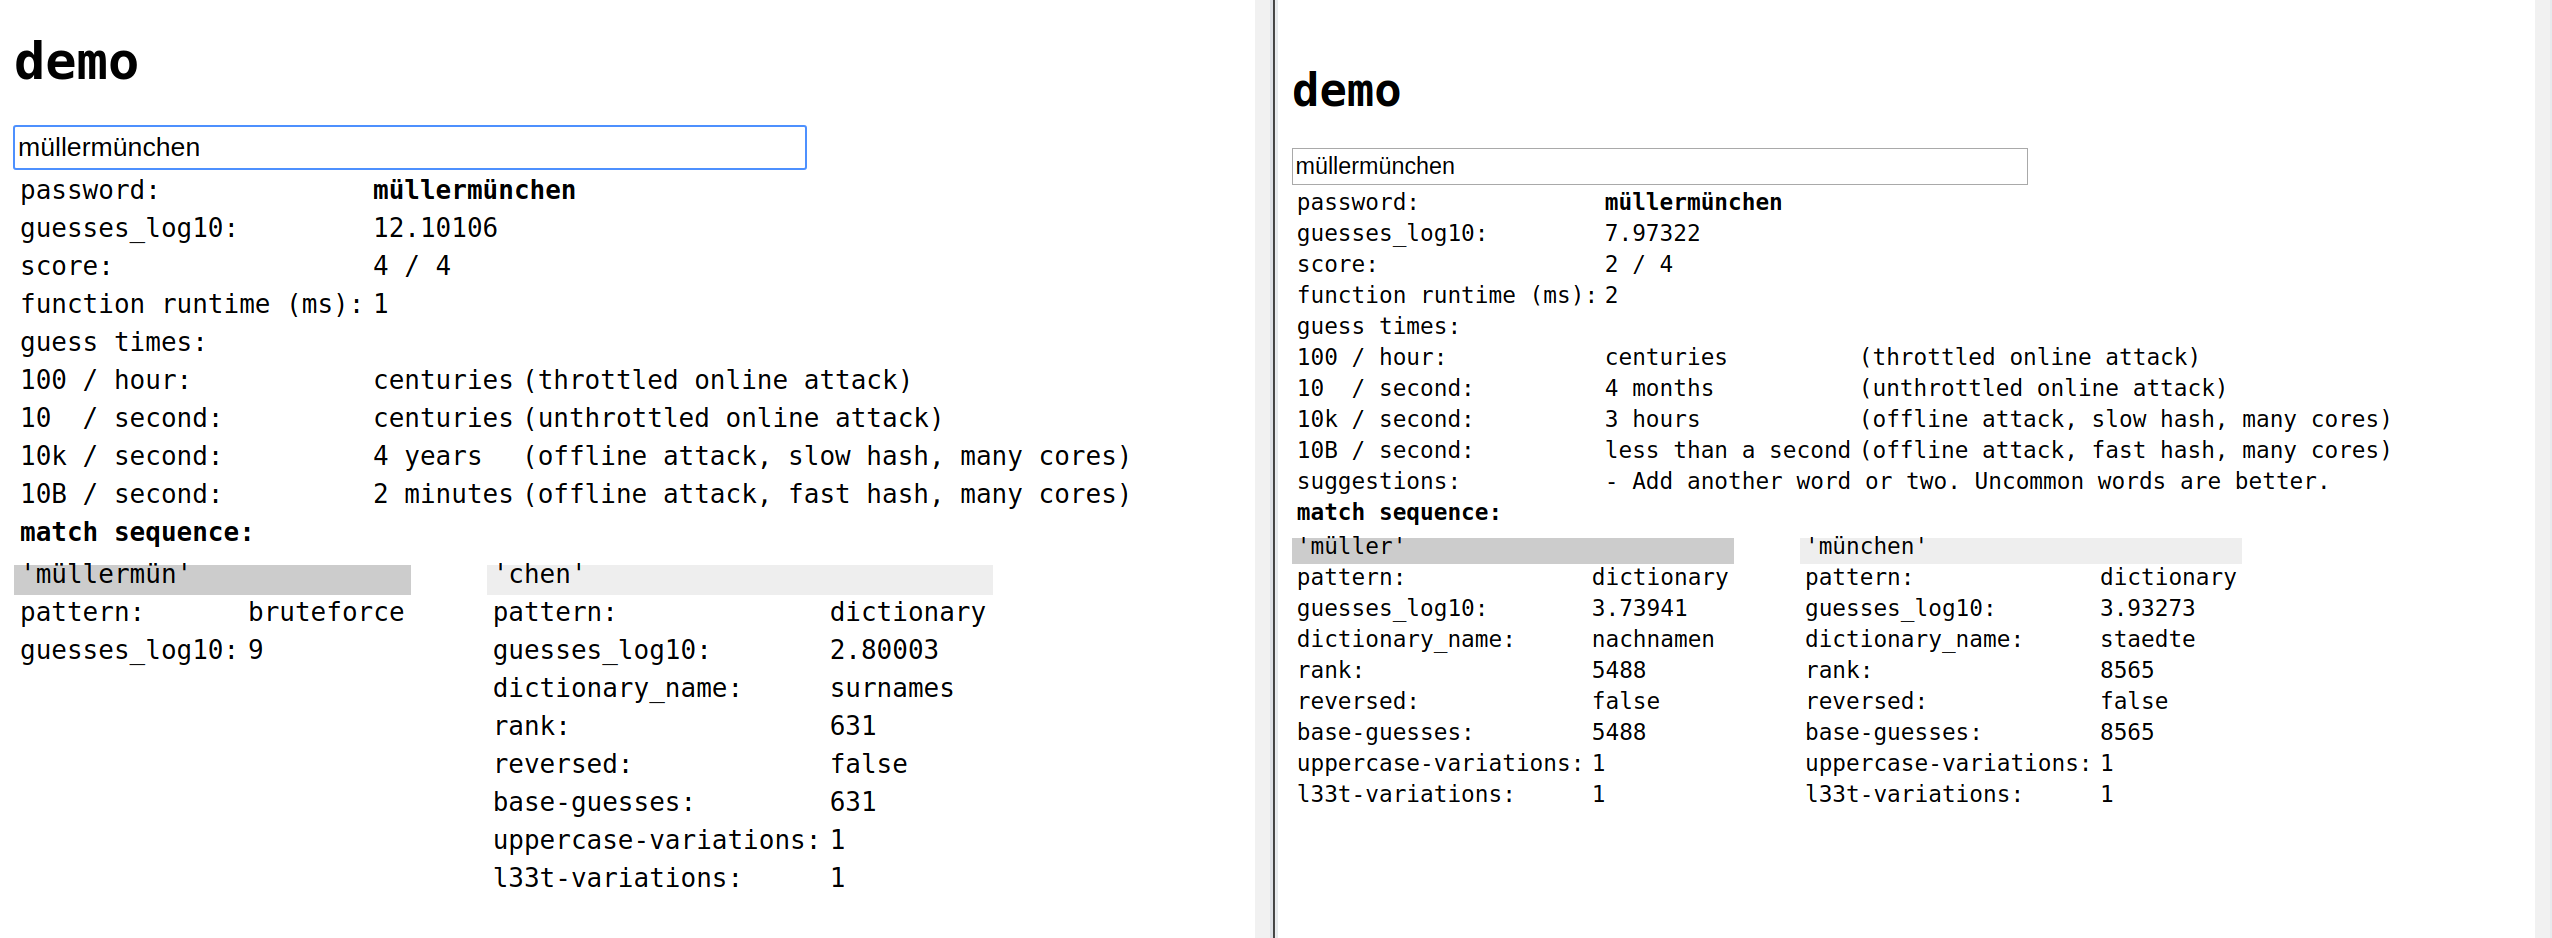 demo
müllermünchen
password: müllermünchen
guesses_log10: 12.10106
score: 4 / 4
function runtime (ms): 1
guess times:
100 / hour: centuries (throttled online attack)
10  / second: centuries (unthrottled online attack)
10k / second: 4 years (offline attack, slow hash, many cores)
10B / second: 2 minutes (offline attack, fast hash, many cores)
match sequence:
'müllermün'
pattern: bruteforce
guesses_log10: 9
'chen'
pattern: dictionary
guesses_log10: 2.80003
dictionary_name: surnames
rank: 631
reversed: false
base-guesses: 631
uppercase-variations: 1
l33t-variations: 1
demo
müllermünchen
password: müllermünchen
guesses_log10: 7.97322
score: 2 / 4
function runtime (ms): 2
guess times:
100 / hour: centuries (throttled online attack)
10  / second: 4 months (unthrottled online attack)
10k / second: 3 hours (offline attack, slow hash, many cores)
10B / second: less than a second (offline attack, fast hash, many cores)
suggestions: - Add another word or two. Uncommon words are better.
match sequence:
'müller'
pattern: dictionary
guesses_log10: 3.73941
dictionary_name: nachnamen
rank: 5488
reversed: false
base-guesses: 5488
uppercase-variations: 1
l33t-variations: 1
'münchen'
pattern: dictionary
guesses_log10: 3.93273
dictionary_name: staedte
rank: 8565
reversed: false
base-guesses: 8565
uppercase-variations: 1
l33t-variations: 1